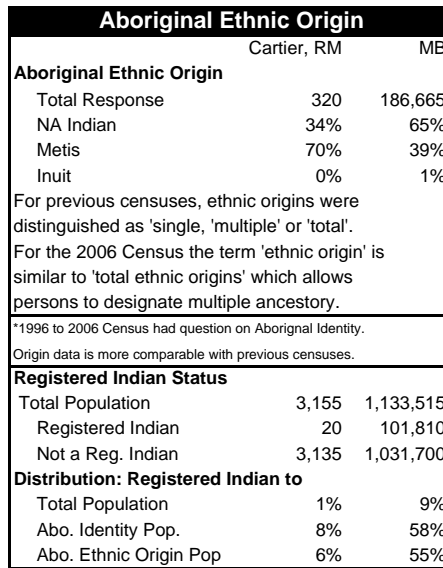 Aboriginal Ethnic Origin
Cartier, RM MB
Aboriginal Ethnic Origin
Total Response 320 186,665
NA Indian 34% 65%
Metis 70% 39%
Inuit 0% 1%
For previous censuses, ethnic origins were
distinguished as 'single, 'multiple' or 'total'.
For the 2006 Census the term 'ethnic origin' is
similar to 'total ethnic origins' which allows
persons to designate multiple ancestory.
*1996 to 2006 Census had question on Aborignal Identity.
Origin data is more comparable with previous censuses.
Registered Indian Status
Total Population 3,155 1,133,515
Registered Indian 20 101,810
Not a Reg. Indian 3,135 1,031,700
Distribution: Registered Indian to
Total Population 1% 9%
Abo. Identity Pop. 8% 58%
Abo. Ethnic Origin Pop 6% 55%